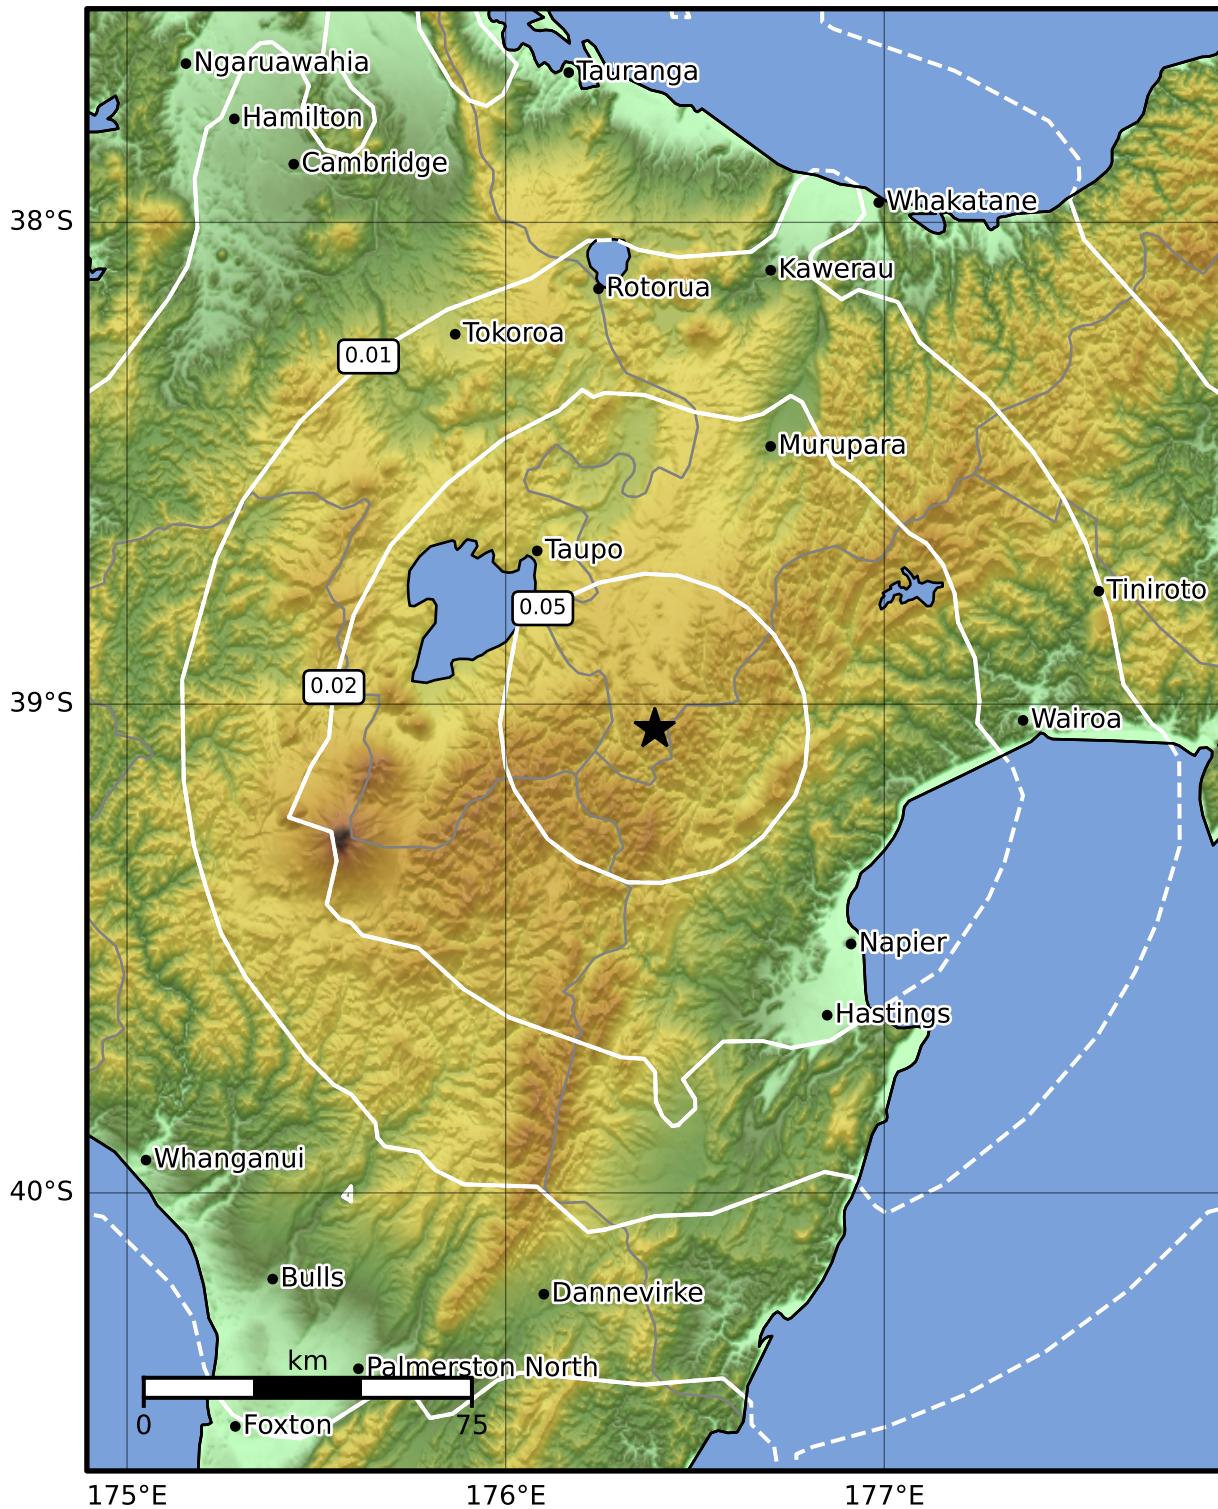 Ngaruawahia
Tauranga
Hamilton
Cambridge
Whakatane
38°S
Kawerau
Rotorua
Tokoroa
0.01
Murupara
Taupo
Tiniroto
0.05
0.02
39°S
Wairoa
Napier
Hastings
Whanganui
40°S
Bulls
Dannevirke
km
Palmerston North
0
75
Foxton
175°E
176°E
177°E